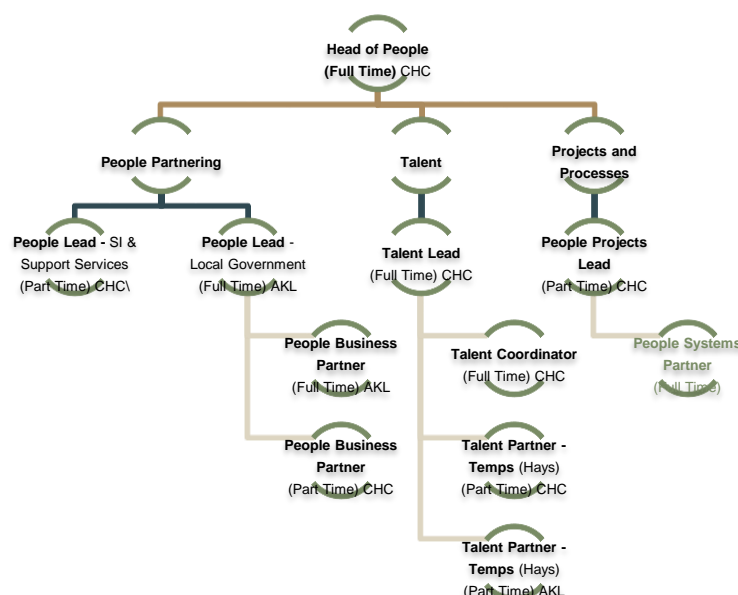 Head of People
(Full Time) CHC
People Partnering
Talent
Projects and
Processes
People Lead - SI &
Support Services
(Part Time) CHC\
People Lead -
Local Government
(Full Time) AKL
Talent Lead
(Full Time) CHC
People Projects
Lead
(Part Time) CHC
People Business
Partner
(Full Time) AKL
Talent Coordinator
(Full Time) CHC
People Systems
Partner
(Full Time)
People Business
Partner
(Part Time) CHC
Talent Partner -
Temps (Hays)
(Part Time) CHC
Talent Partner -
Temps (Hays)
(Part Time) AKL